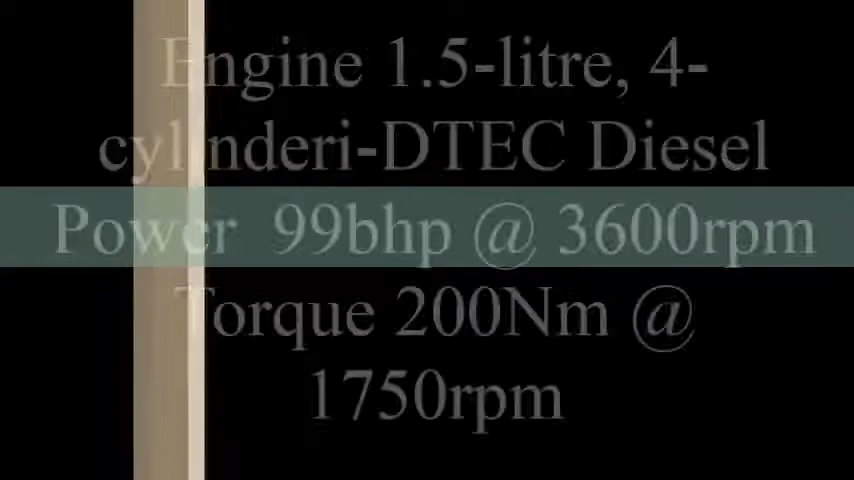 Engine 1.5-litre, 4-
cylinderi-DTEC Diesel
Power 99bhp @ 3600rpm
Torque 200Nm @
1750rpm